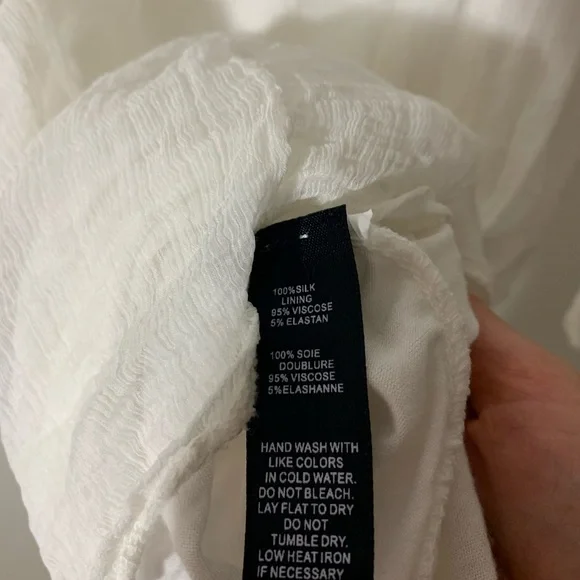 100%SILK
LINING
95% VISCOSE
5% ELASTAN
100% SOIE
DOUBLURE
95% VISCOSE
5%ELASHANNE
HAND WASH WITH
LIKE COLORS
IN COLD WATER.
DO NOT BLEACH.
LAY FLAT TO DRY
DO NOT
TUMBLE DRY.
LOW HEAT IRON
IF NECESSARY